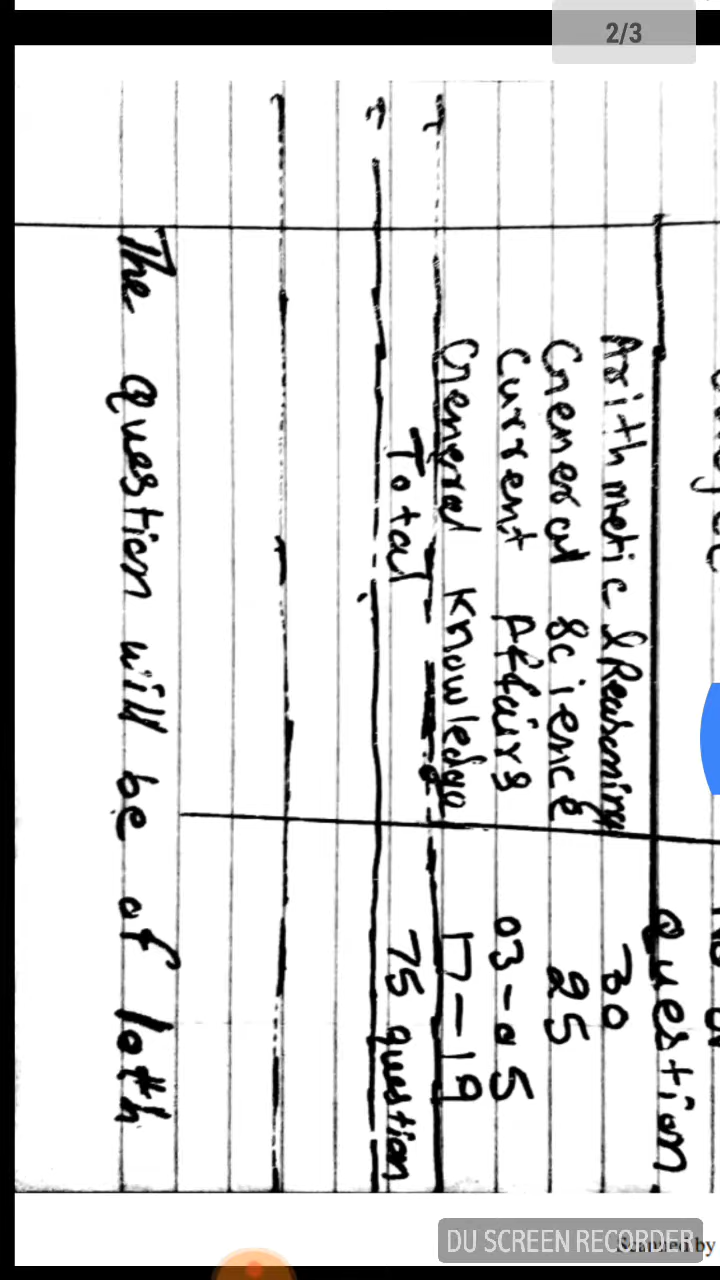 2/3
Question
Arithmetic & Reasoning 30
General Science 25
Current Affairs 03-05
General Knowledge 17-19
Total 75 question
The question will be of 10th
DU SCREEN RECORDER
by